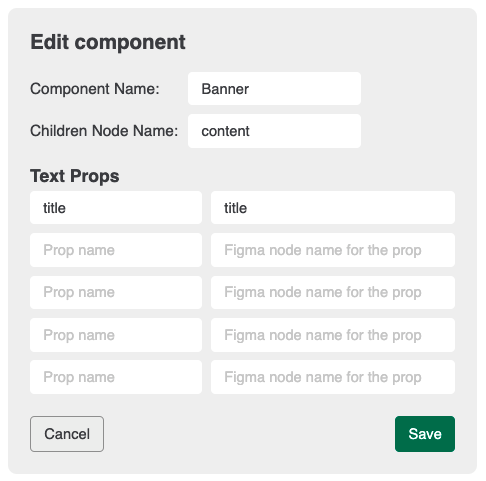 Edit component
Component Name: Banner
Children Node Name: content
Text Props
title title
Prop name Figma node name for the prop
Prop name Figma node name for the prop
Prop name Figma node name for the prop
Prop name Figma node name for the prop
Cancel Save